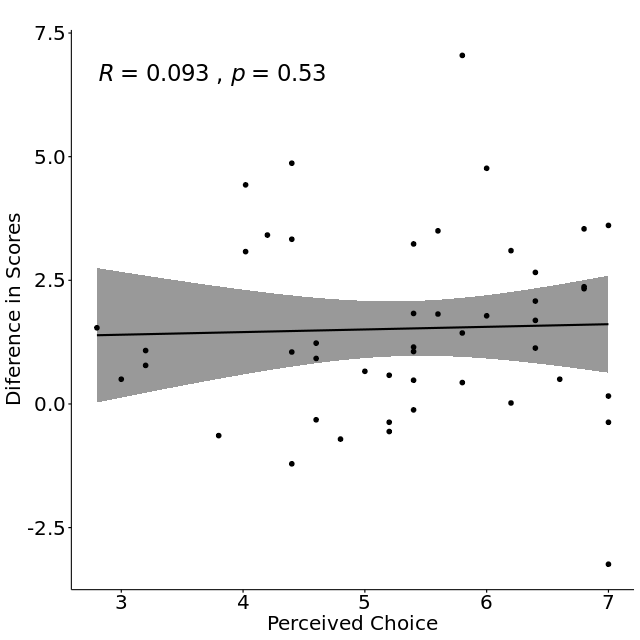 7.5
R = 0.093 , p = 0.53
5.0
2.5
0.0
-2.5
Diference in Scores
3 4 5 6 7
Perceived Choice